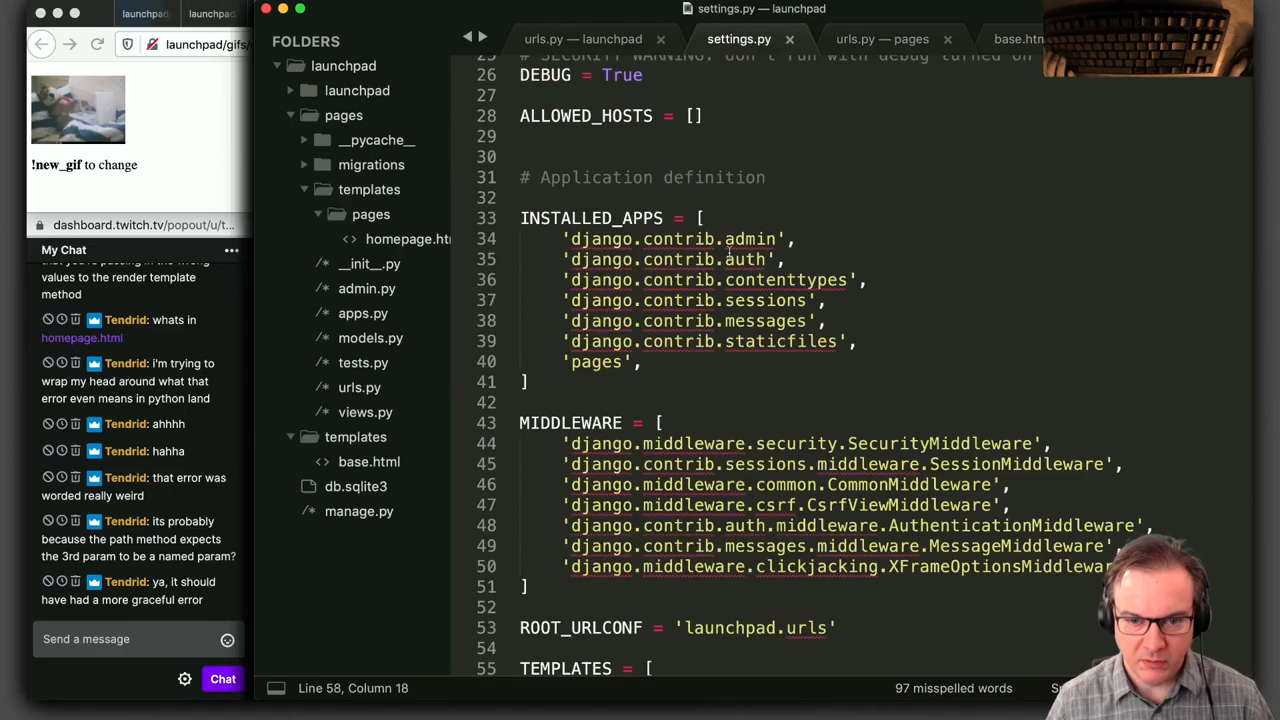 launchpad
launchpad
launchpad/gifs/
!new_gif to change
dashboard.twitch.tv/popout/u/t...
My Chat
•••
passing in the wrong
values to the render template
method
Tendrid: whats in
homepage.html
Tendrid: i'm trying to
wrap my head around what that
error even means in python land
Tendrid: ahhhh
Tendrid: hahha
Tendrid: that error was
worded really weird
Tendrid: its probably
because the path method expects
the 3rd param to be a named param?
Tendrid: ya, it should
have had a more graceful error
Send a message
Chat
settings.py — launchpad
FOLDERS
launchpad
launchpad
pages
__pycache__
migrations
templates
pages
homepage.htm
__init__.py
admin.py
apps.py
models.py
tests.py
urls.py
views.py
templates
base.html
db.sqlite3
manage.py
urls.py — launchpad
settings.py
urls.py — pages
base.html
# SECURITY WARNING: don't run with debug turned on
26 DEBUG = True
27
28 ALLOWED_HOSTS = []
29
30
31 # Application definition
32
33 INSTALLED_APPS = [
34 'django.contrib.admin',
35 'django.contrib.auth',
36 'django.contrib.contenttypes',
37 'django.contrib.sessions',
38 'django.contrib.messages',
39 'django.contrib.staticfiles',
40 'pages',
41 ]
42
43 MIDDLEWARE = [
44 'django.middleware.security.SecurityMiddleware',
45 'django.contrib.sessions.middleware.SessionMiddleware',
46 'django.middleware.common.CommonMiddleware',
47 'django.middleware.csrf.CsrfViewMiddleware',
48 'django.contrib.auth.middleware.AuthenticationMiddleware',
49 'django.contrib.messages.middleware.MessageMiddleware',
50 'django.middleware.clickjacking.XFrameOptionsMiddlewar
51 ]
52
53 ROOT_URLCONF = 'launchpad.urls'
54
55 TEMPLATES = [
Line 58, Column 18
97 misspelled words